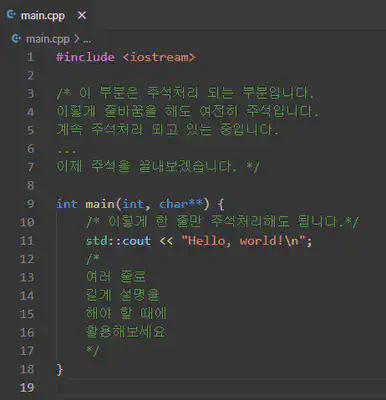 main.cpp ×
main.cpp > ...
1 #include <iostream>
2
3 /* 이 부분은 주석처리 되는 부분입니다.
4 이렇게 줄바꿈을 해도 여전히 주석입니다.
5 계속 주석처리 되고 있는 중입니다.
6 ...
7 이제 주석을 끝내보겠습니다. */
8
9 int main(int, char**) {
10 /* 이렇게 한 줄만 주석처리해도 됩니다.*/
11 std::cout << "Hello, world!\n";
12 /*
13 여러 줄로
14 길게 설명을
15 해야 할 때에
16 활용해보세요
17 */
18 }
19